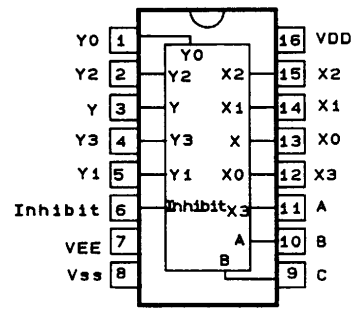 Y0 1 Y0 16 VDD
Y2 2 Y2 X2 15 X2
Y 3 Y X1 14 X1
Y3 4 Y3 X 13 X0
Y1 5 Y1 X0 12 X3
Inhibit 6 Inhibit X3 11 A
VEE 7 A 10 B
Vss 8 B 9 C